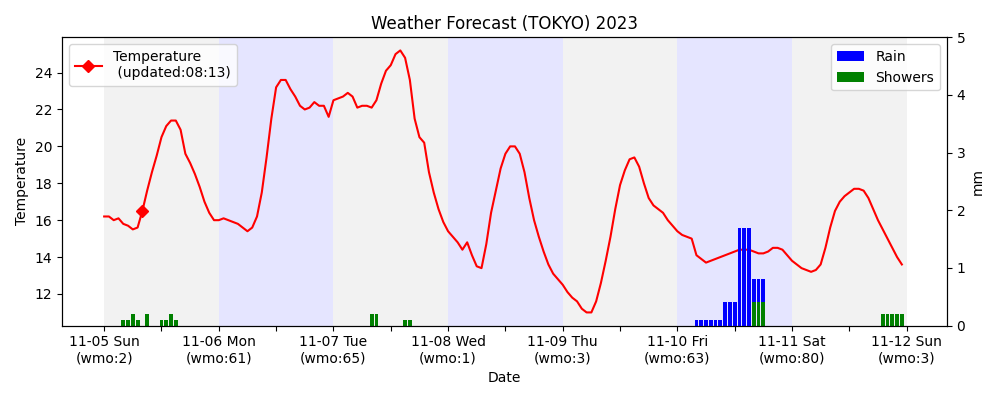 Weather Forecast (TOKYO) 2023
Temperature
(updated:08:13)
Rain
Showers
Temperature
24
22
20
18
16
14
12
5
4
3
2
1
0
mm
11-05 Sun
(wmo:2)
11-06 Mon
(wmo:61)
11-07 Tue
(wmo:65)
11-08 Wed
(wmo:1)
11-09 Thu
(wmo:3)
11-10 Fri
(wmo:63)
11-11 Sat
(wmo:80)
11-12 Sun
(wmo:3)
Date